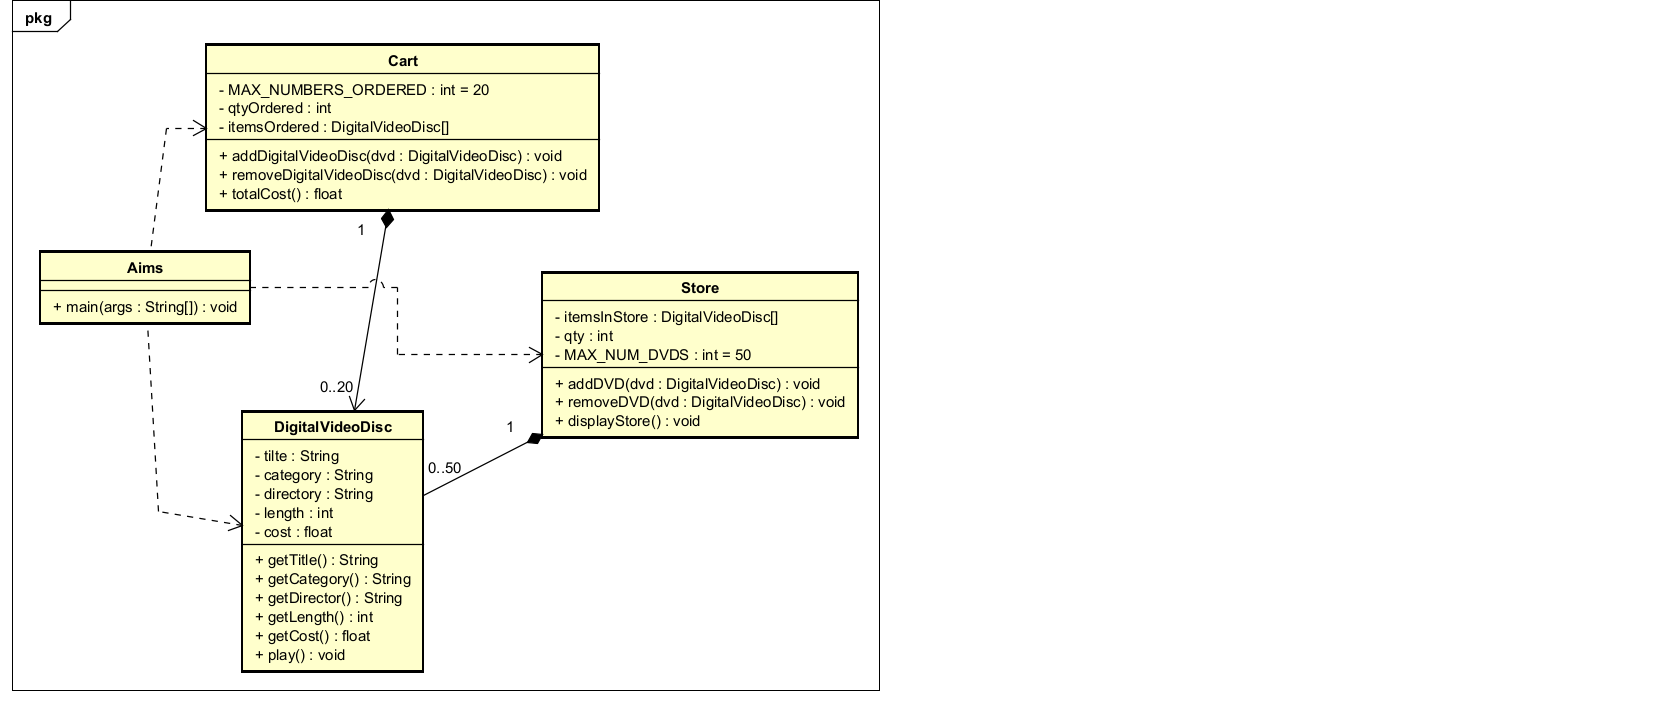 pkg
Cart
- MAX_NUMBERS_ORDERED : int = 20
- qtyOrdered : int
- itemsOrdered : DigitalVideoDisc[]
+ addDigitalVideoDisc(dvd : DigitalVideoDisc) : void
+ removeDigitalVideoDisc(dvd : DigitalVideoDisc) : void
+ totalCost() : float
1
Aims
+ main(args : String[]) : void
Store
- itemsInStore : DigitalVideoDisc[]
- qty : int
- MAX_NUM_DVDS : int = 50
+ addDVD(dvd : DigitalVideoDisc) : void
+ removeDVD(dvd : DigitalVideoDisc) : void
+ displayStore() : void
0..20
1
0..50
DigitalVideoDisc
- tilte : String
- category : String
- directory : String
- length : int
- cost : float
+ getTitle() : String
+ getCategory() : String
+ getDirector() : String
+ getLength() : int
+ getCost() : float
+ play() : void